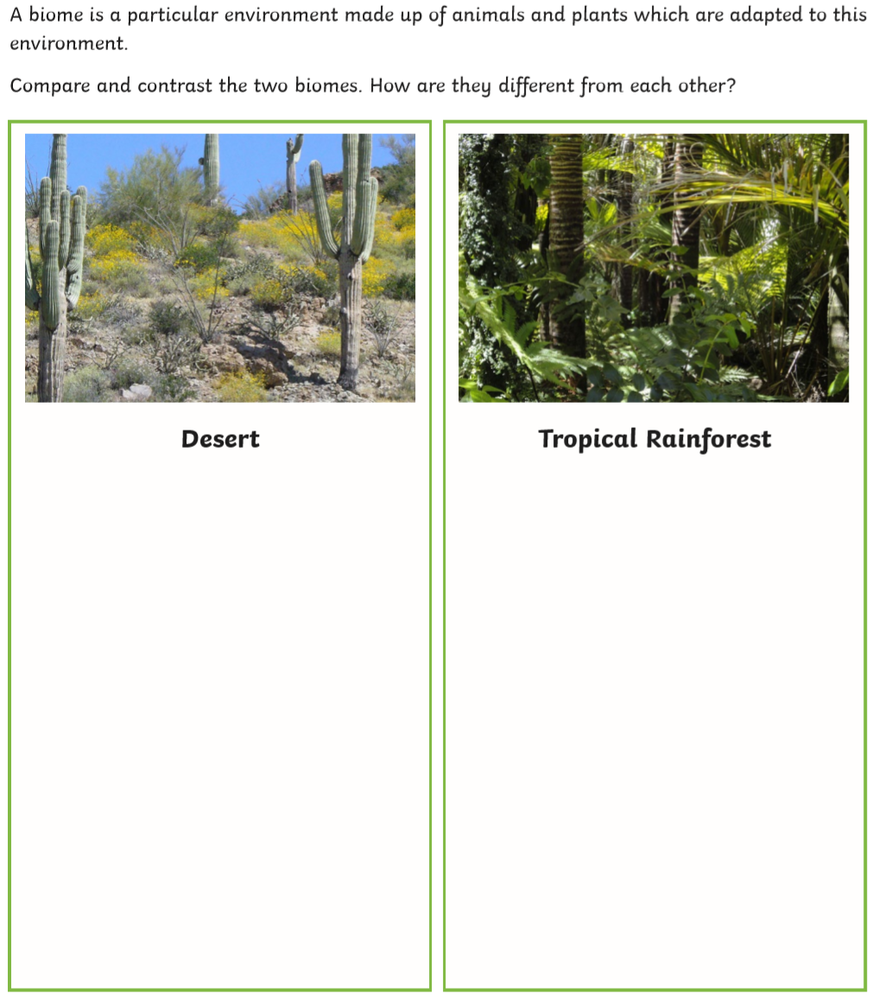 A biome is a particular environment made up of animals and plants which are adapted to this
environment.
Compare and contrast the two biomes. How are they different from each other?
Desert
Tropical Rainforest